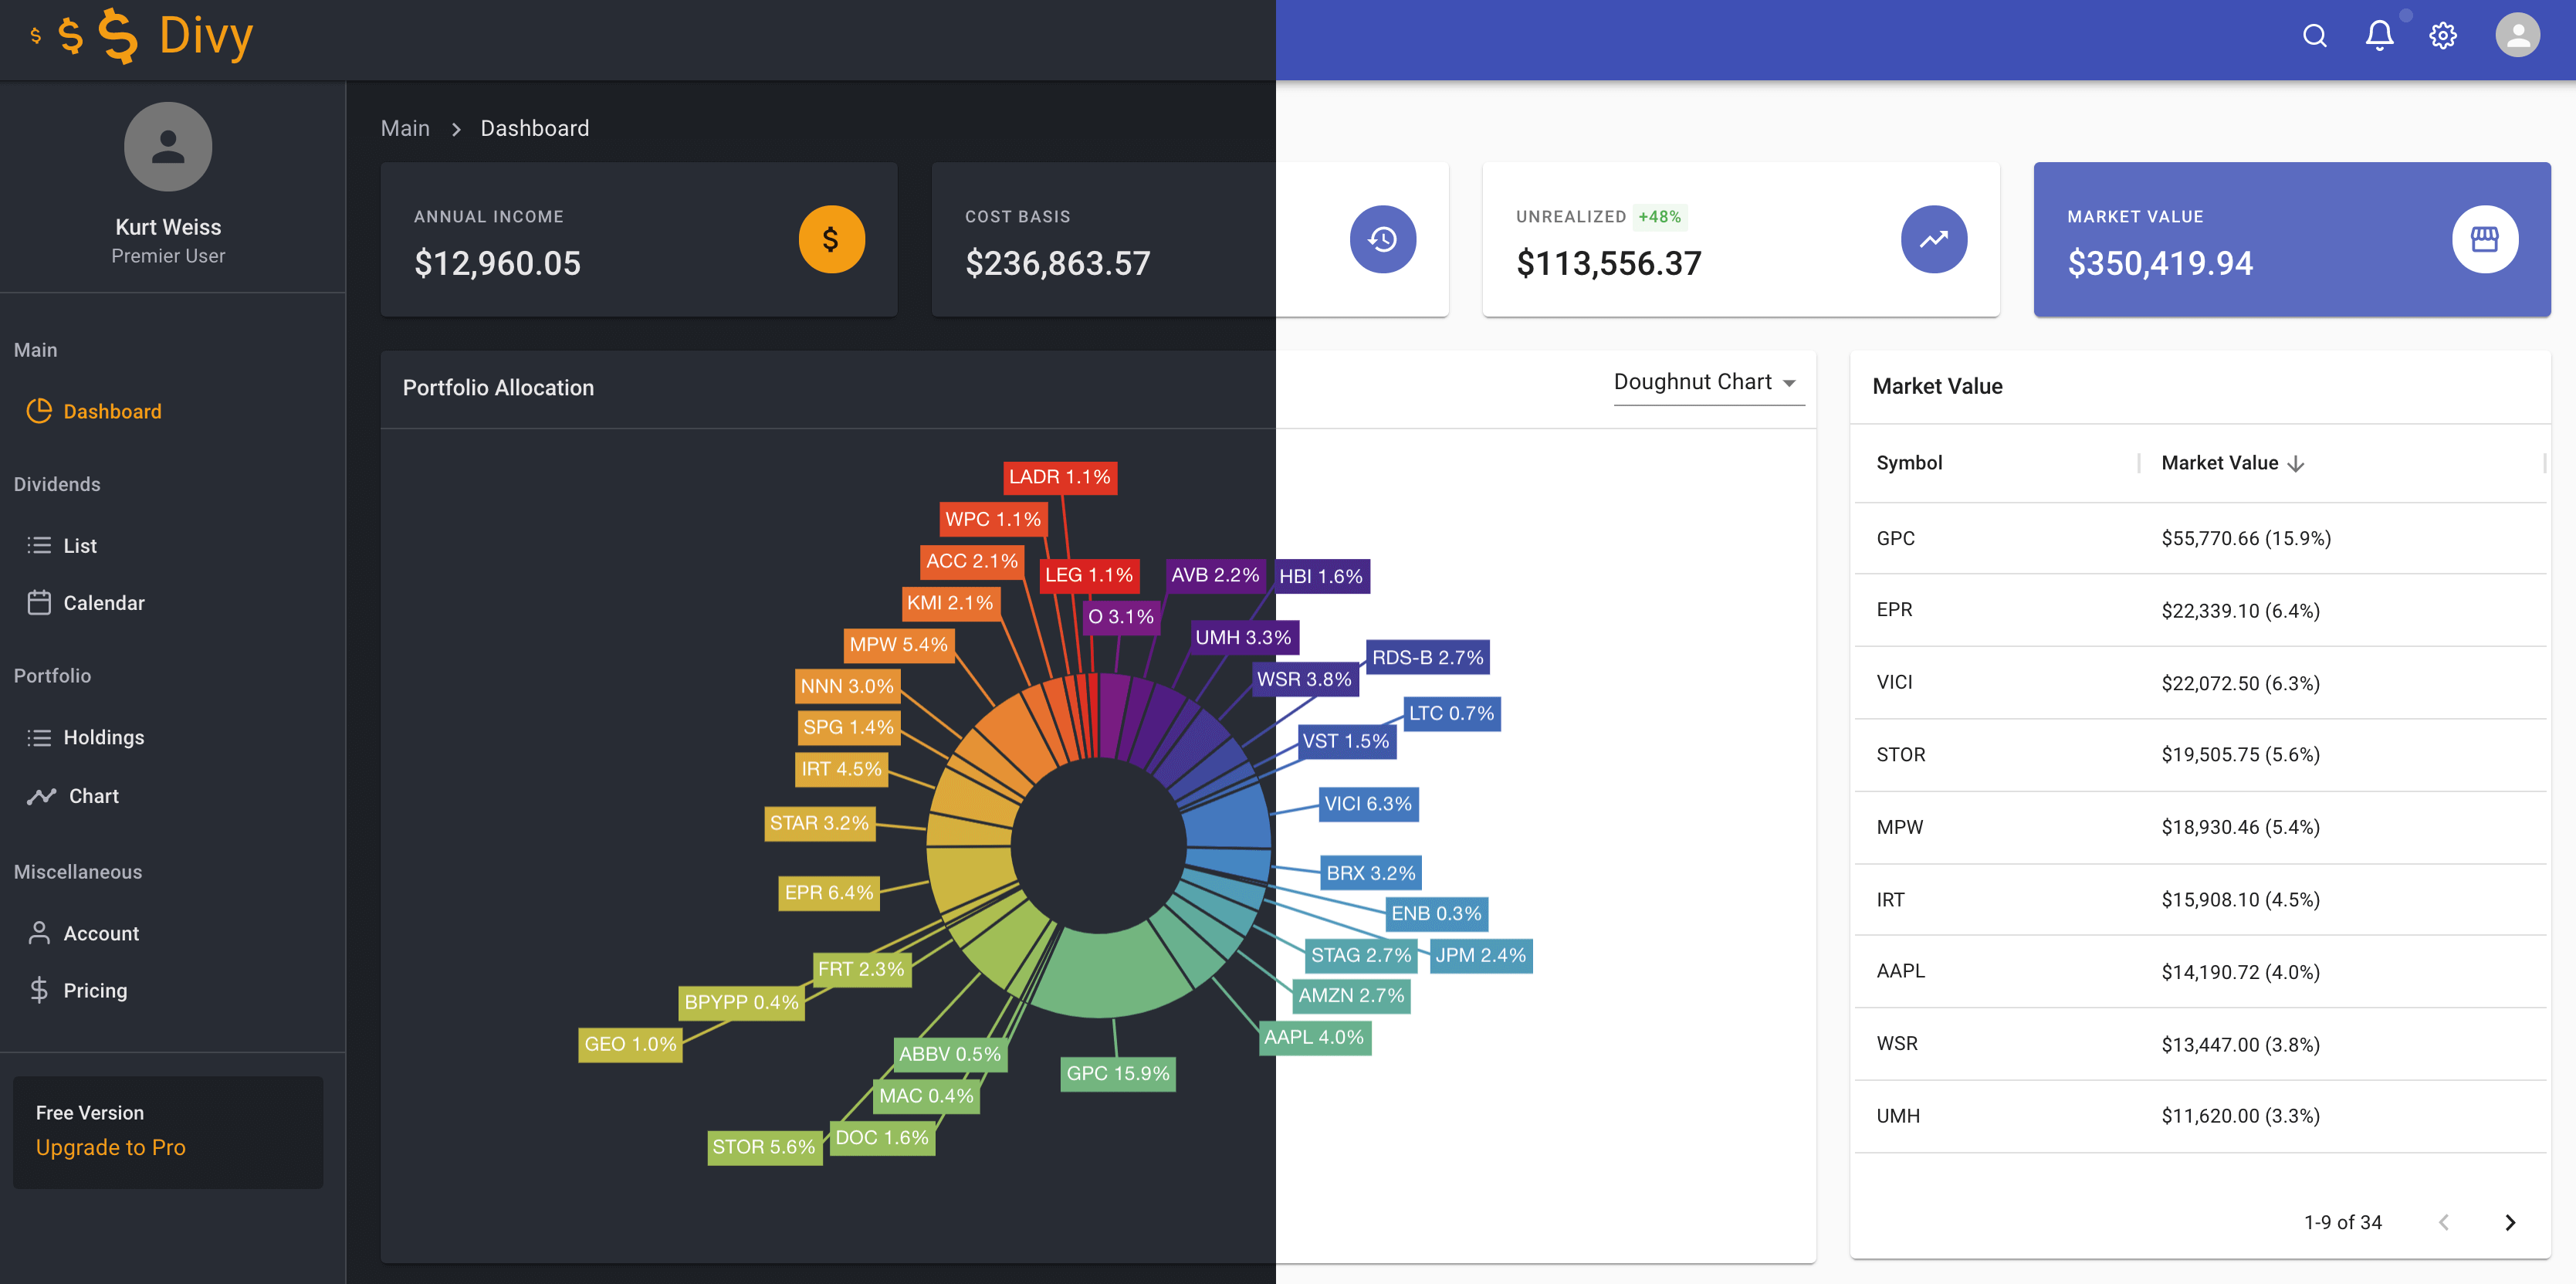 $ $ $ Divy
Kurt Weiss
Premier User
Main
Dashboard
Dividends
List
Calendar
Portfolio
Holdings
Chart
Miscellaneous
Account
Pricing
Free Version
Upgrade to Pro
Main > Dashboard
ANNUAL INCOME
$12,960.05
$
COST BASIS
$236,863.57
UNREALIZED +48%
$113,556.37
MARKET VALUE
$350,419.94
Portfolio Allocation
Doughnut Chart
LADR 1.1%
WPC 1.1%
ACC 2.1%
LEG 1.1%
AVB 2.2%
HBI 1.6%
KMI 2.1%
O 3.1%
UMH 3.3%
MPW 5.4%
RDS-B 2.7%
NNN 3.0%
WSR 3.8%
SPG 1.4%
LTC 0.7%
VST 1.5%
IRT 4.5%
VICI 6.3%
STAR 3.2%
BRX 3.2%
EPR 6.4%
ENB 0.3%
FRT 2.3%
STAG 2.7%
JPM 2.4%
BPYPP 0.4%
AMZN 2.7%
GEO 1.0%
AAPL 4.0%
ABBV 0.5%
GPC 15.9%
MAC 0.4%
STOR 5.6%
DOC 1.6%
Market Value
Symbol Market Value
GPC $55,770.66 (15.9%)
EPR $22,339.10 (6.4%)
VICI $22,072.50 (6.3%)
STOR $19,505.75 (5.6%)
MPW $18,930.46 (5.4%)
IRT $15,908.10 (4.5%)
AAPL $14,190.72 (4.0%)
WSR $13,447.00 (3.8%)
UMH $11,620.00 (3.3%)
1-9 of 34